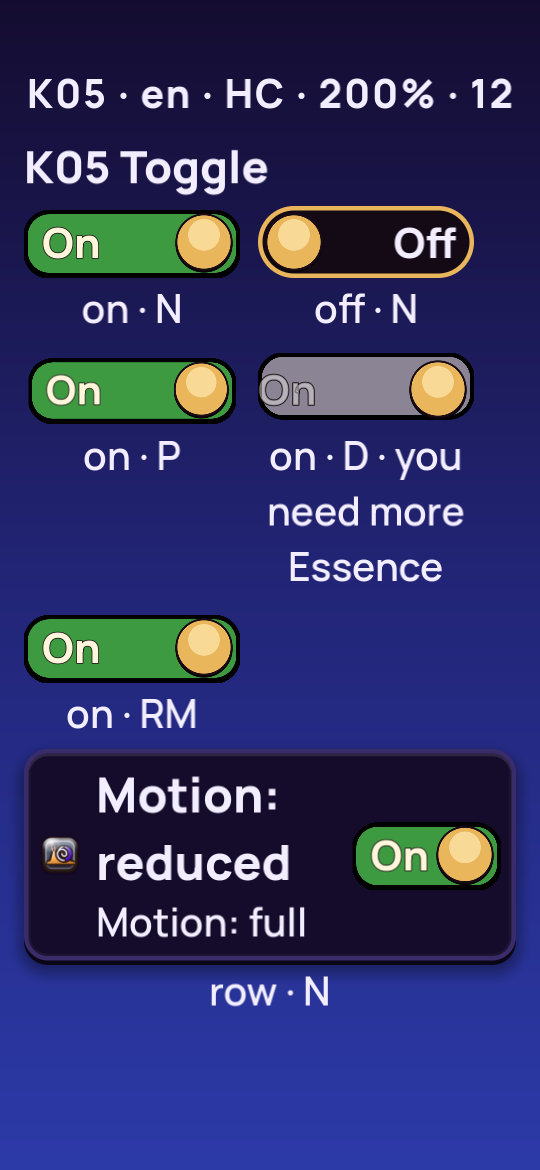 K05 · en · HC · 200% · 12
K05 Toggle
On
Off
on · N
off · N
On
On
on · P
on · D · you
need more
Essence
On
on · RM
Motion:
reduced
On
Motion: full
row · N